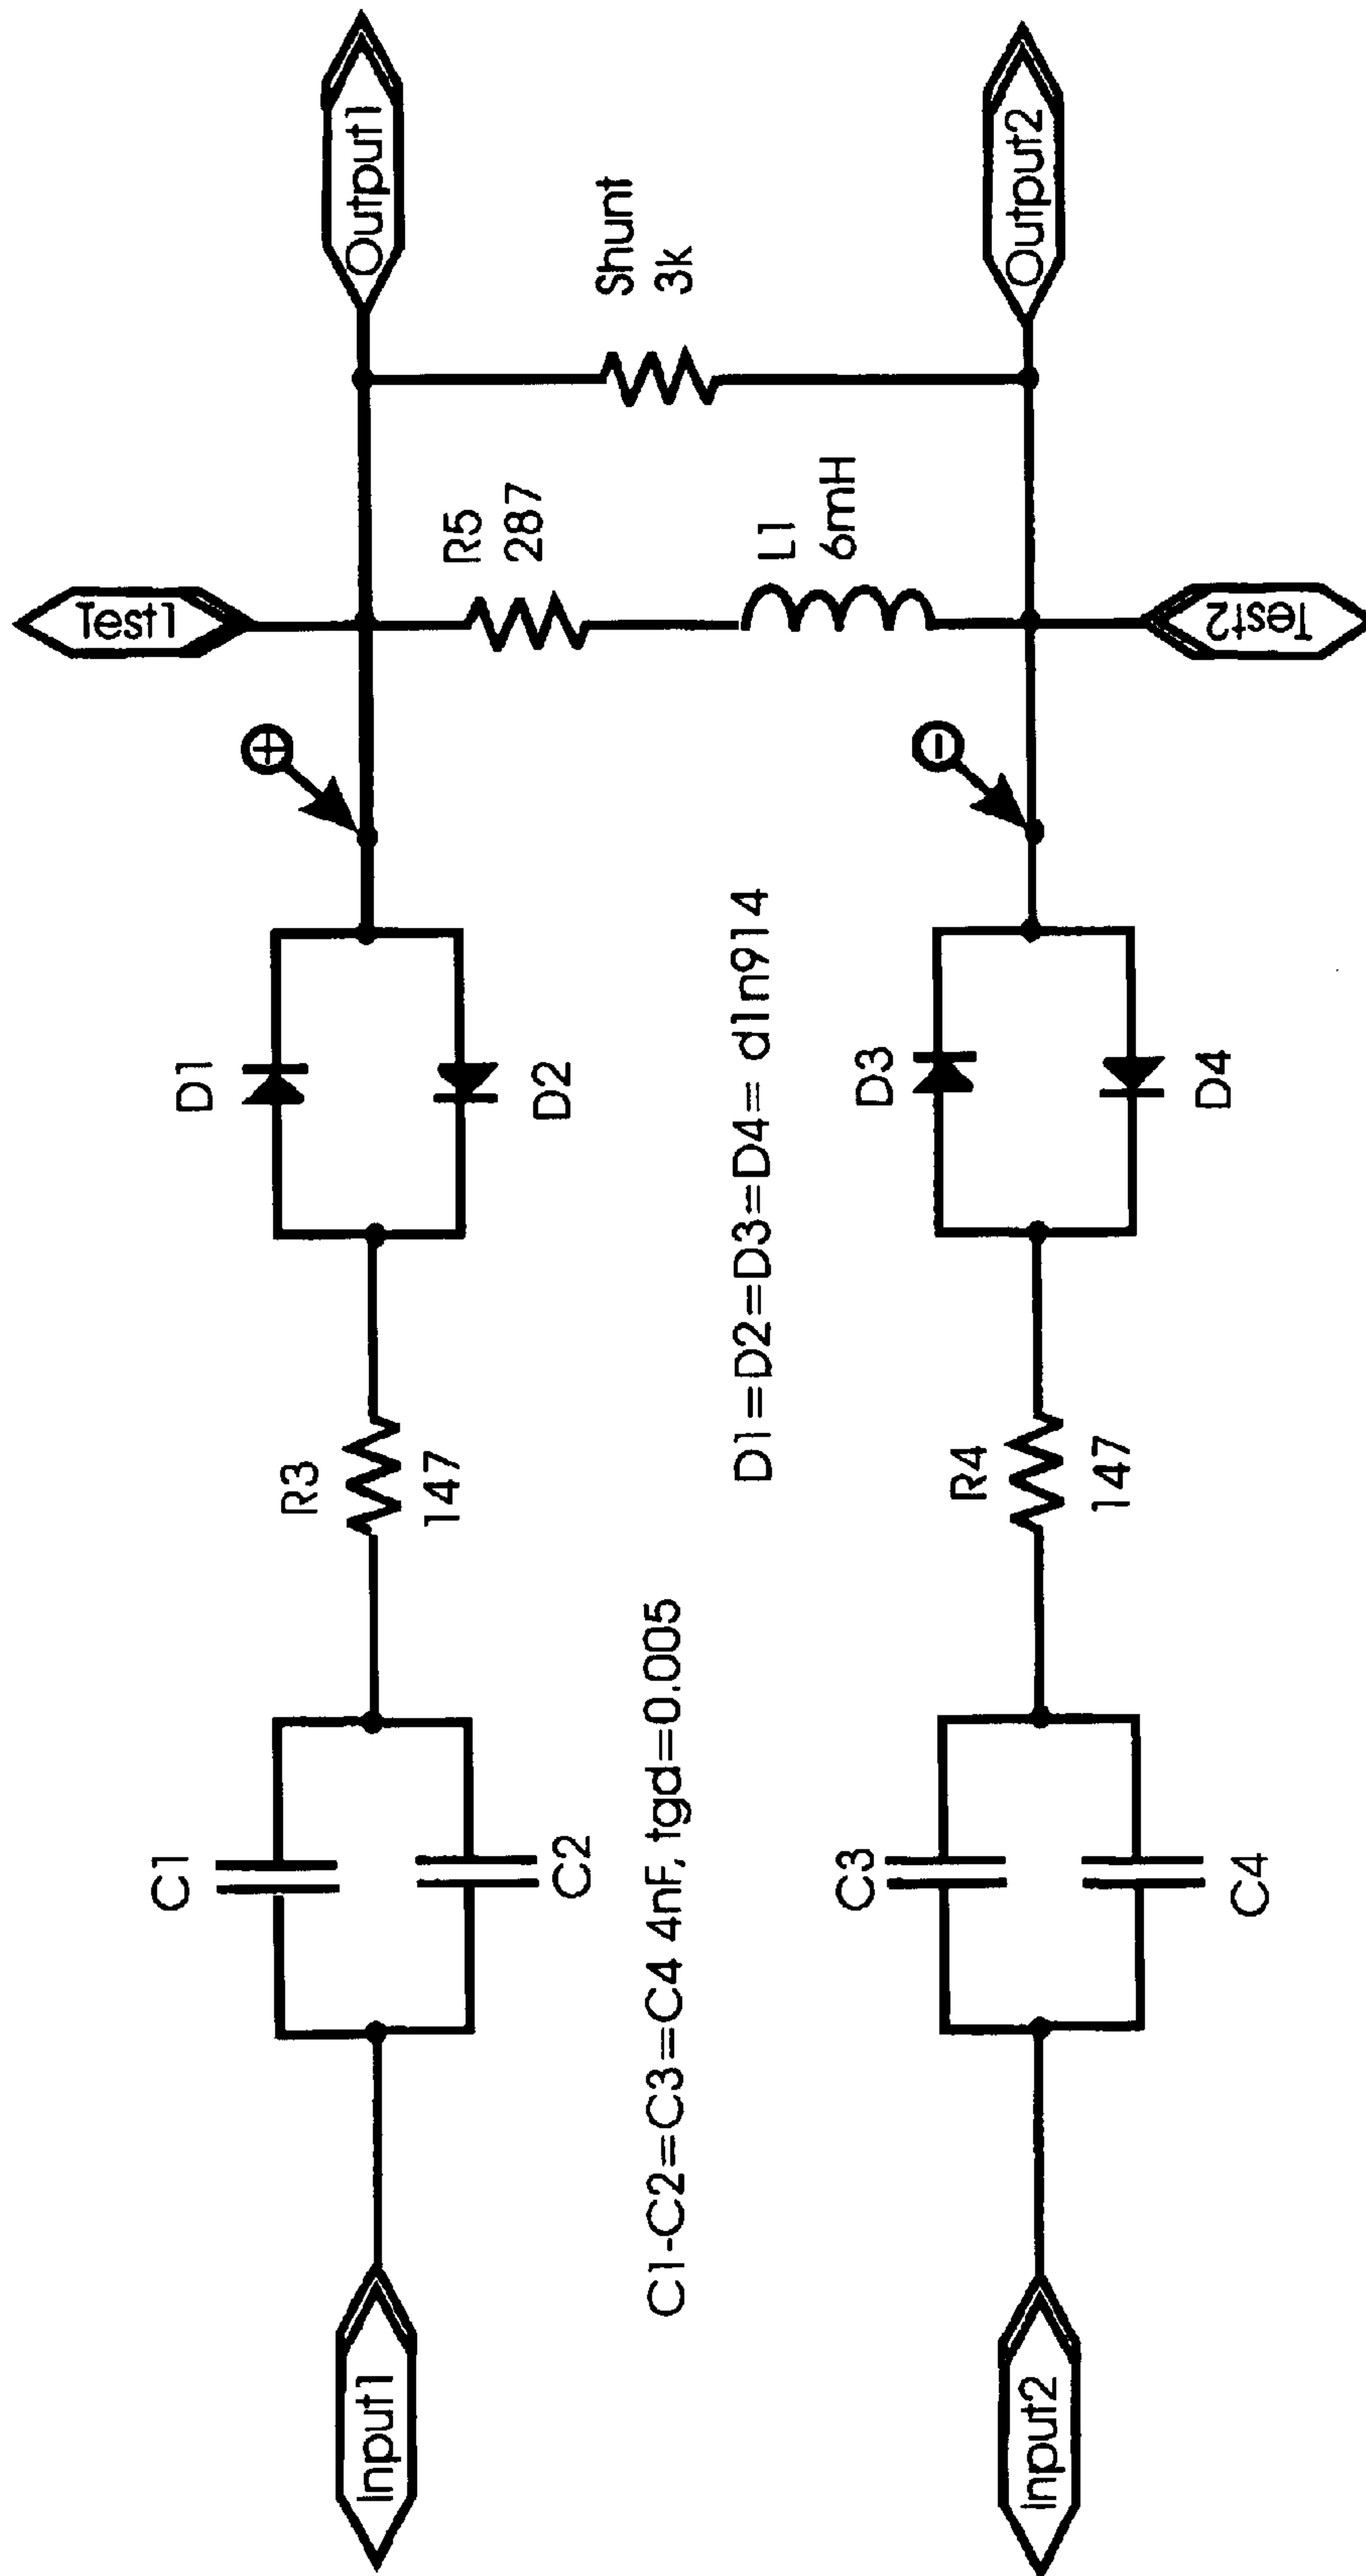 Test1
C1
D1
+
R3
Input1
Output1
147
C2
D2
R5
287
Shunt
3k
C1-C2=C3=C4 4nF, tgd=0.005
D1=D2=D3=D4= d1n914
L1
6mH
C3
D3
-
R4
Input2
Output2
147
C4
D4
Test2